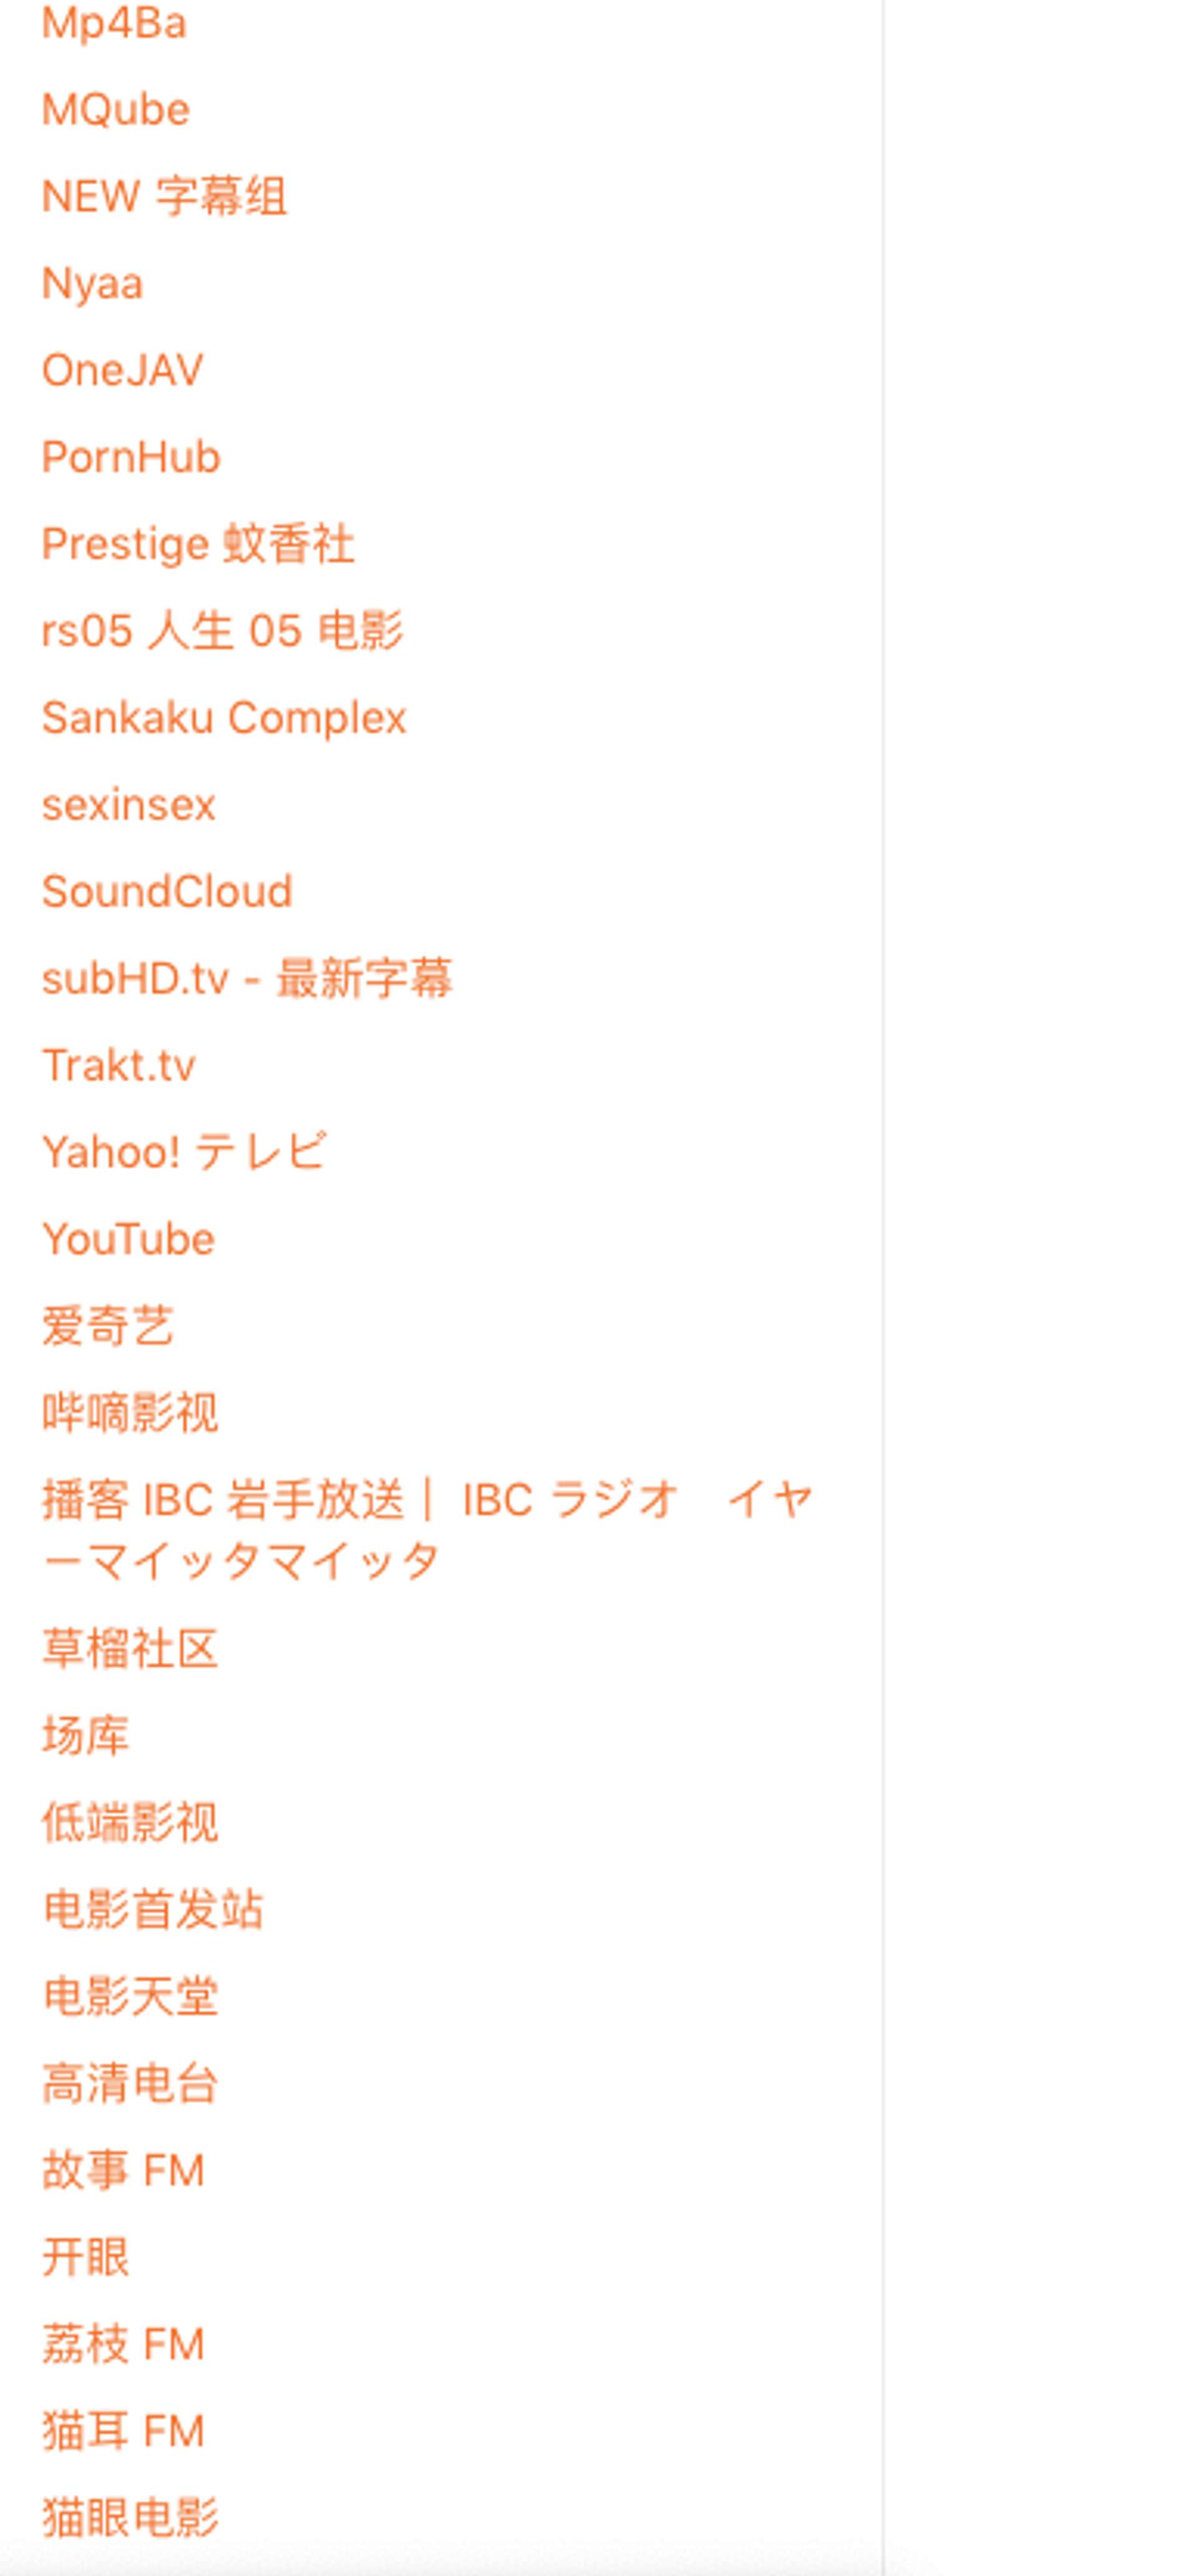 Mp4Ba
MQube
NEW 字幕组
Nyaa
OneJAV
PornHub
Prestige 蚊香社
rs05 人生 05 电影
Sankaku Complex
sexinsex
SoundCloud
subHD.tv - 最新字幕
Trakt.tv
Yahoo! テレビ
YouTube
爱奇艺
哔嘀影视
播客 IBC 岩手放送｜ IBC ラジオ　イヤ
ーマイッタマイッタ
草榴社区
场库
低端影视
电影首发站
电影天堂
高清电台
故事 FM
开眼
荔枝 FM
猫耳 FM
猫眼电影